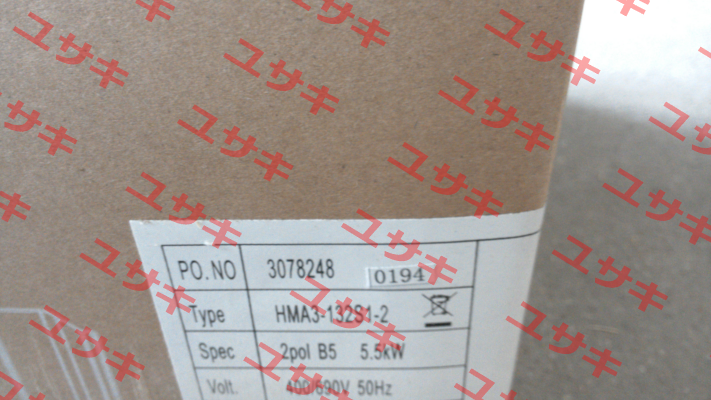 PO.NO 3078248 0194
Type HMA3-132S1-2
Spec 2pol B5 5.5kW
Volt. 400/690V 50Hz
ユサキ